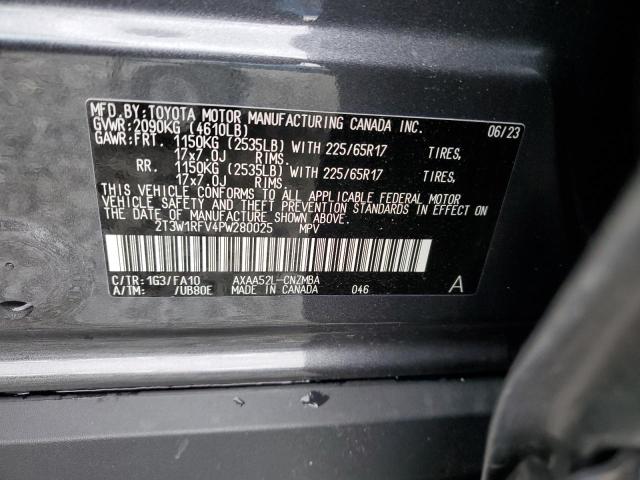 MFD. BY: TOYOTA MOTOR MANUFACTURING CANADA INC. 06/23
GVWR: 2090KG (4610LB)
GAWR: FRT. 1150KG (2535LB) WITH 225/65R17 TIRES,
17x7.0J RIMS.
RR. 1150KG (2535LB) WITH 225/65R17 TIRES,
17x7.0J RIMS.
THIS VEHICLE CONFORMS TO ALL APPLICABLE FEDERAL MOTOR
VEHICLE SAFETY AND THEFT PREVENTION STANDARDS IN EFFECT ON
THE DATE OF MANUFACTURE SHOWN ABOVE.
2T3W1RFV4PW280025 MPV
C/TR: 1G3/FA10 AXAA52L-CNZMBA
A/TM: /UB80E MADE IN CANADA 046 A